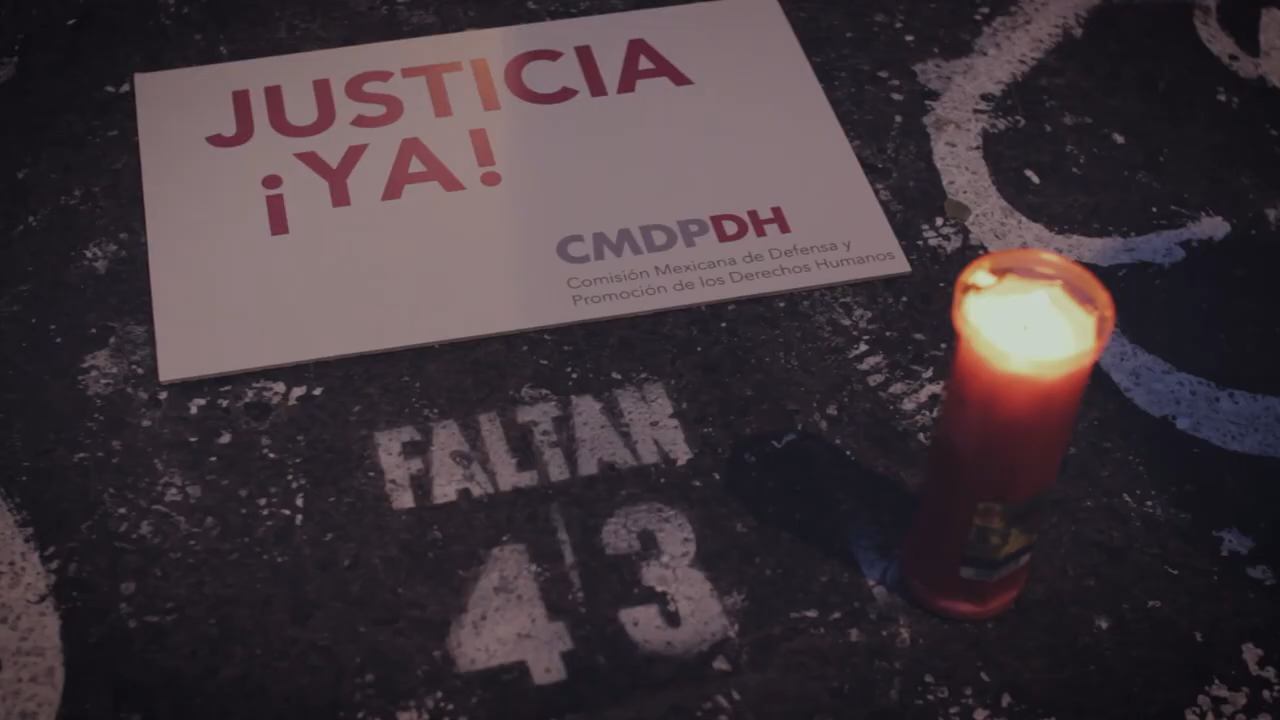 JUSTICIA
¡YA!
CMDPDH
Comisión Mexicana de Defensa y
Promoción de los Derechos Humanos
FALTAN
43